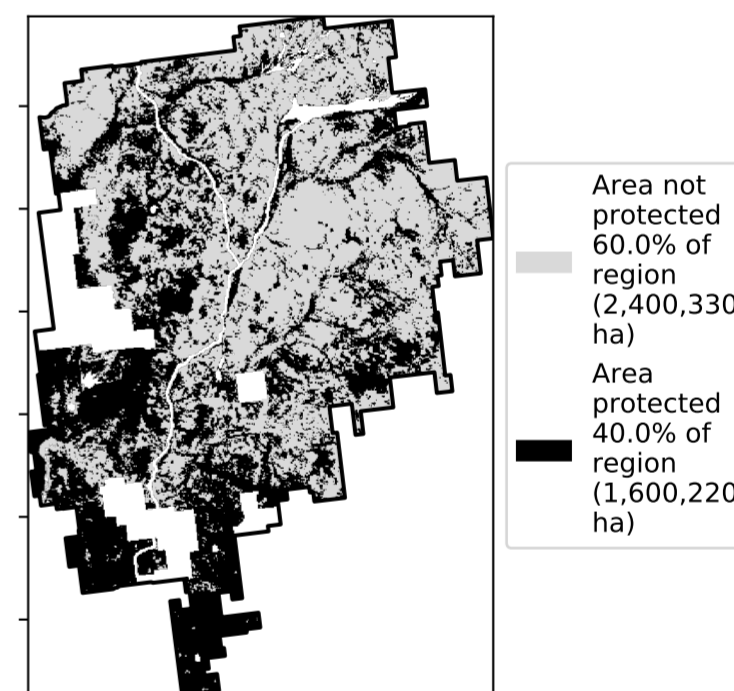 Area not
protected
60.0% of
region
(2,400,330
ha)
Area
protected
40.0% of
region
(1,600,220
ha)